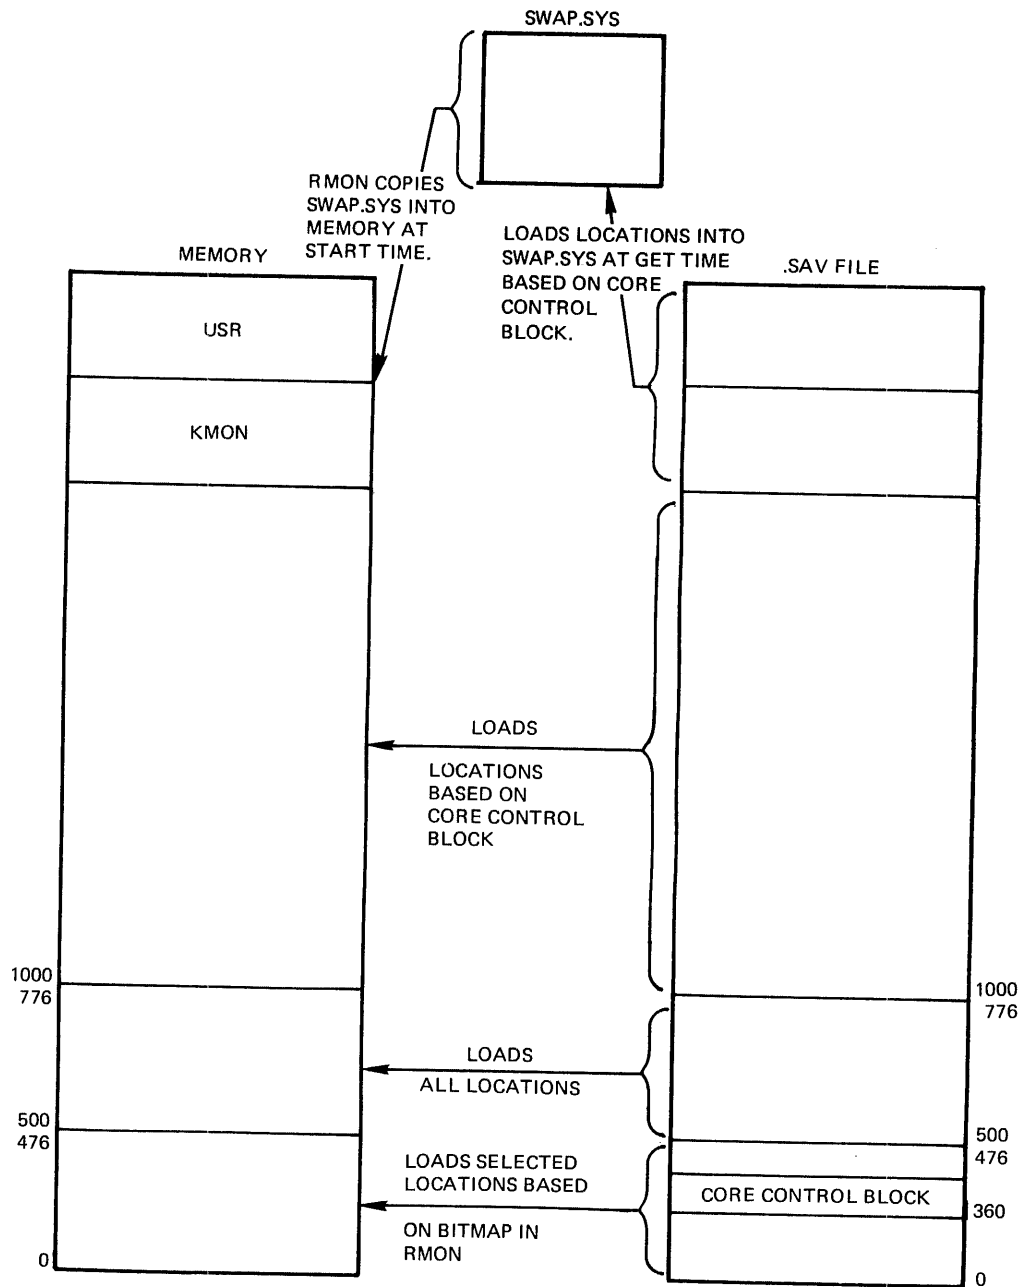 SWAP.SYS
RMON COPIES
SWAP.SYS INTO
MEMORY AT
START TIME.
LOADS LOCATIONS INTO
SWAP.SYS AT GET TIME
BASED ON CORE
CONTROL
BLOCK.
MEMORY
.SAV FILE
USR
KMON
LOADS
LOCATIONS
BASED ON
CORE CONTROL
BLOCK
1000
776
1000
776
LOADS
ALL LOCATIONS
500
476
500
476
LOADS SELECTED
LOCATIONS BASED
ON BITMAP IN
RMON
CORE CONTROL BLOCK
360
0
0